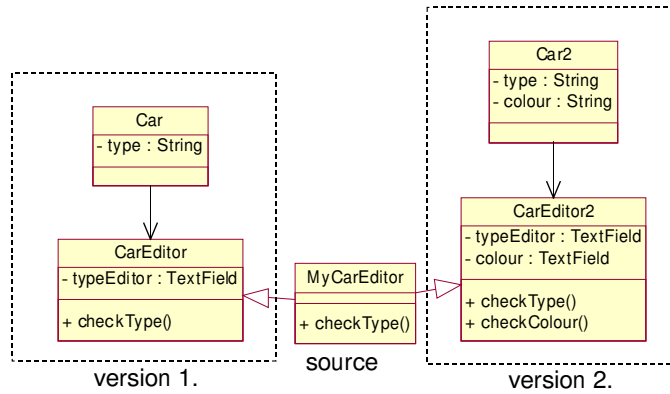 Car
- type : String
CarEditor
- typeEditor : TextField
+ checkType()
version 1.
MyCarEditor
+ checkType()
source
Car2
- type : String
- colour : String
CarEditor2
- typeEditor : TextField
- colour : TextField
+ checkType()
+ checkColour()
version 2.